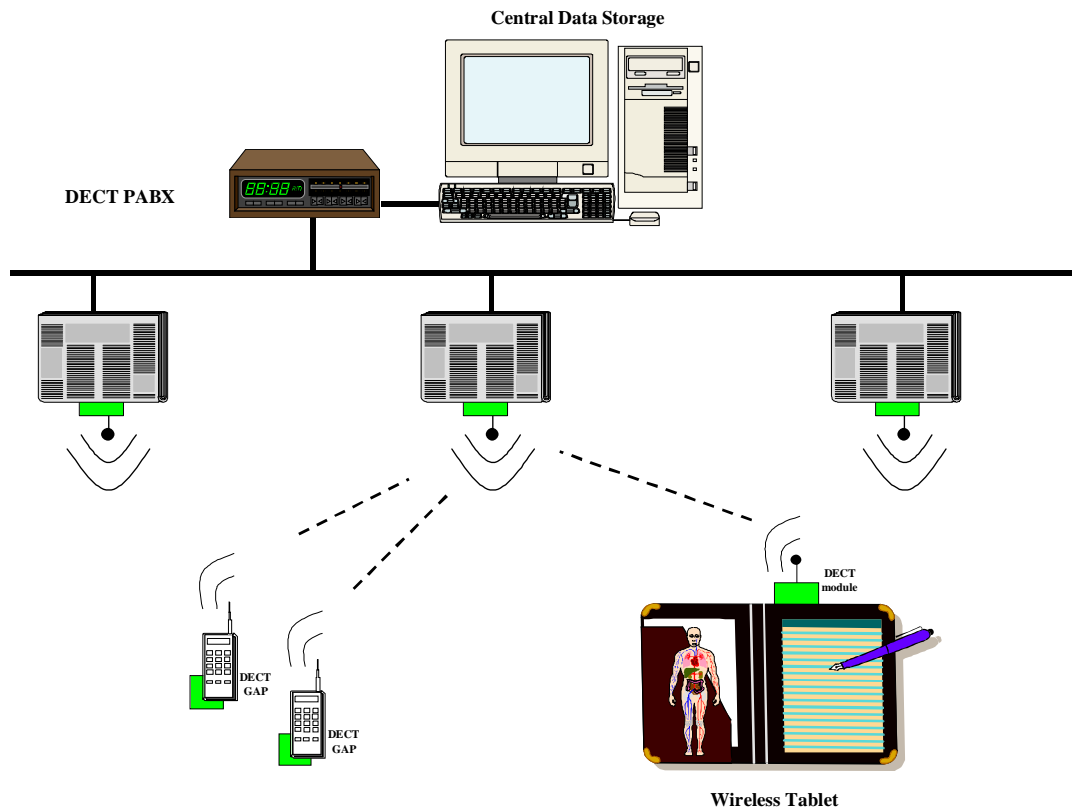 Central Data Storage
DECT PABX
DECT
module
DECT
GAP
DECT
GAP
Wireless Tablet